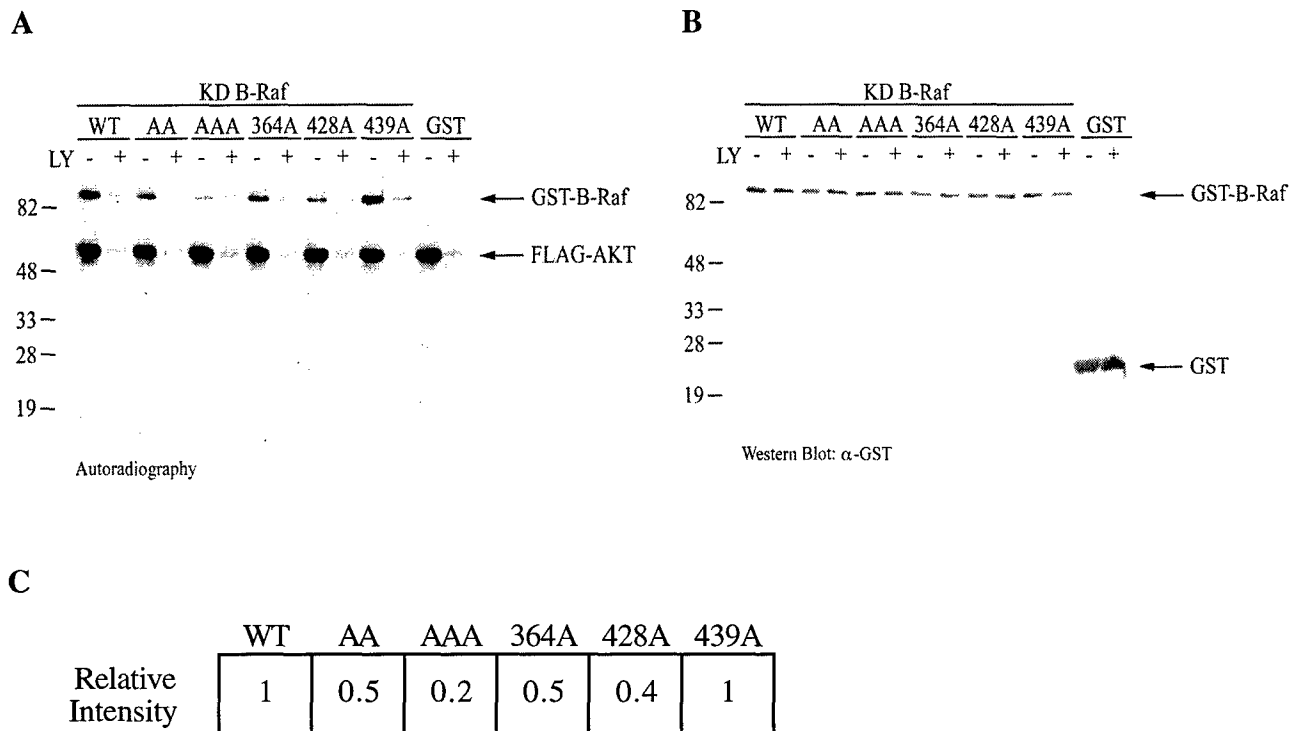 A
KD B-Raf
WT AA AAA 364A 428A 439A GST
LY - + - + - + - + - + - + - +
82
GST-B-Raf
FLAG-AKT
48
33
28
19
Autoradiography
B
KD B-Raf
WT AA AAA 364A 428A 439A GST
LY - + - + - + - + - + - + - +
82
GST-B-Raf
48
33
28
GST
19
Western Blot: α-GST
C
WT AA AAA 364A 428A 439A
Relative Intensity 1 0.5 0.2 0.5 0.4 1